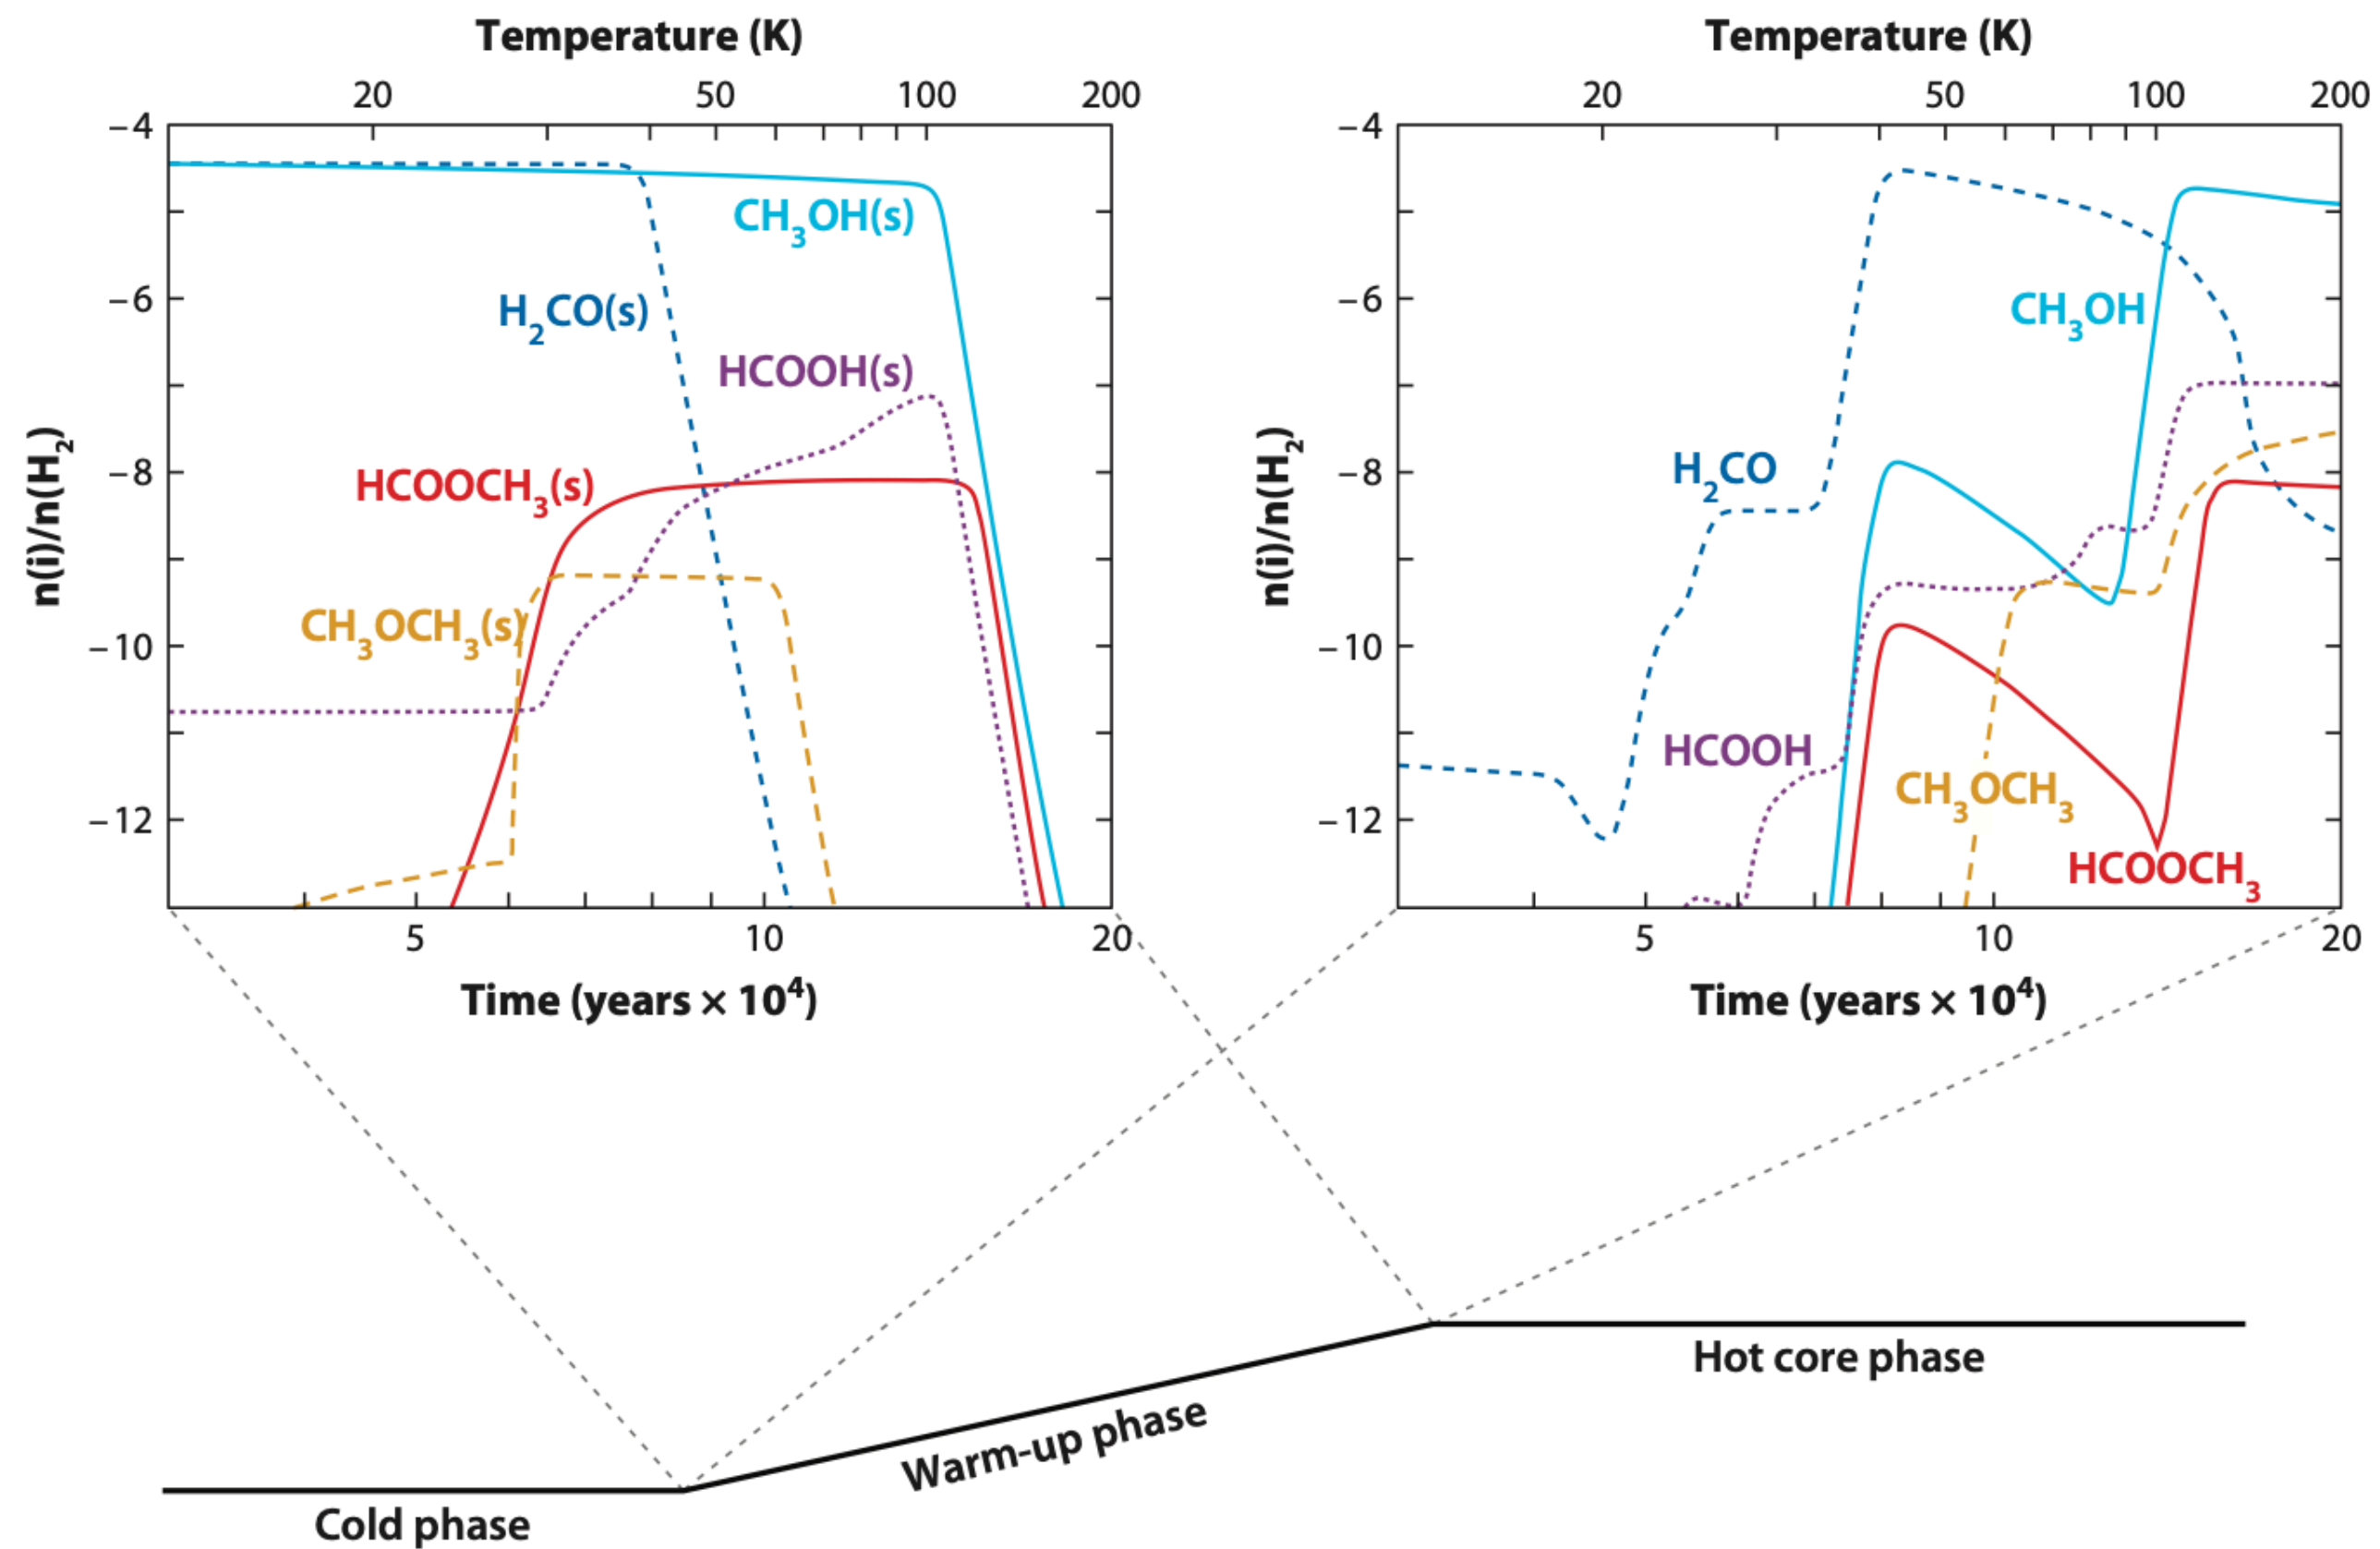 Temperature (K)
20 50 100 200
−4
−6
−8
−10
−12
n(i)/n(H₂)
CH₃OH(s)
H₂CO(s)
HCOOH(s)
HCOOCH₃(s)
CH₃OCH₃(s)
5 10 20
Time (years × 10⁴)
Temperature (K)
20 50 100 200
−4
−6
−8
−10
−12
n(i)/n(H₂)
CH₃OH
H₂CO
HCOOH
CH₃OCH₃
HCOOCH₃
5 10 20
Time (years × 10⁴)
Hot core phase
Warm-up phase
Cold phase